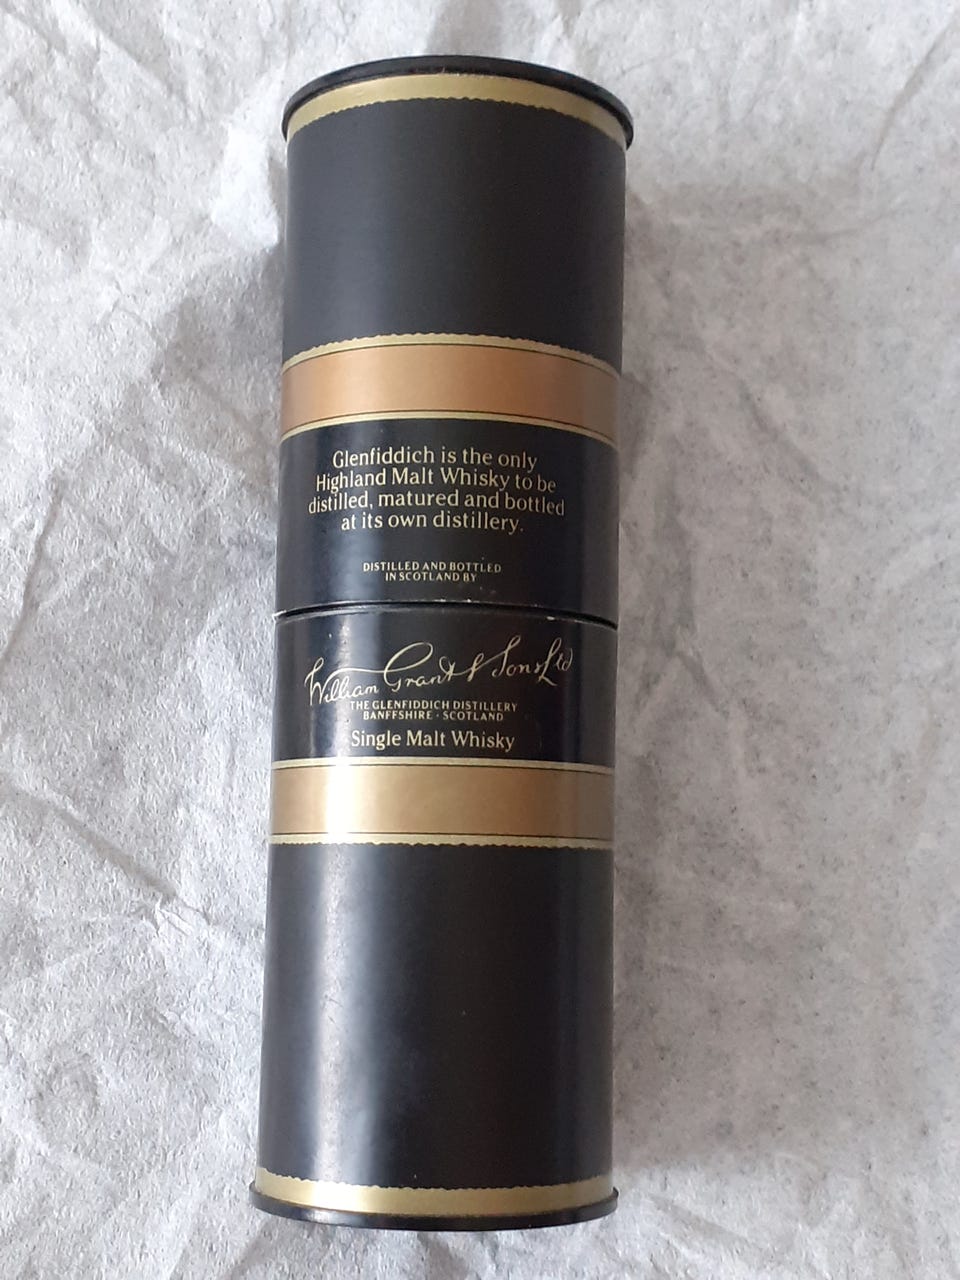 Glenfiddich is the only
Highland Malt Whisky to be
distilled, matured and bottled
at its own distillery.
DISTILLED AND BOTTLED
IN SCOTLAND BY
William Grant & Sons Ltd
THE GLENFIDDICH DISTILLERY
BANFFSHIRE · SCOTLAND
Single Malt Whisky